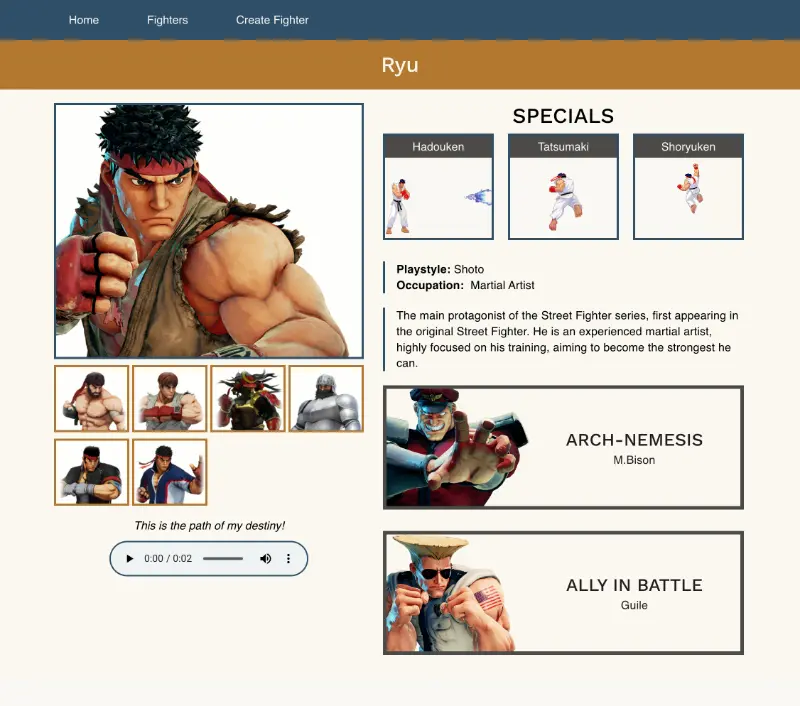 Home Fighters Create Fighter
Ryu
This is the path of my destiny!
0:00 / 0:02
SPECIALS
Hadouken Tatsumaki Shoryuken
Playstyle: Shoto
Occupation: Martial Artist
The main protagonist of the Street Fighter series, first appearing in
the original Street Fighter. He is an experienced martial artist,
highly focused on his training, aiming to become the strongest he
can.
ARCH-NEMESIS
M.Bison
ALLY IN BATTLE
Guile